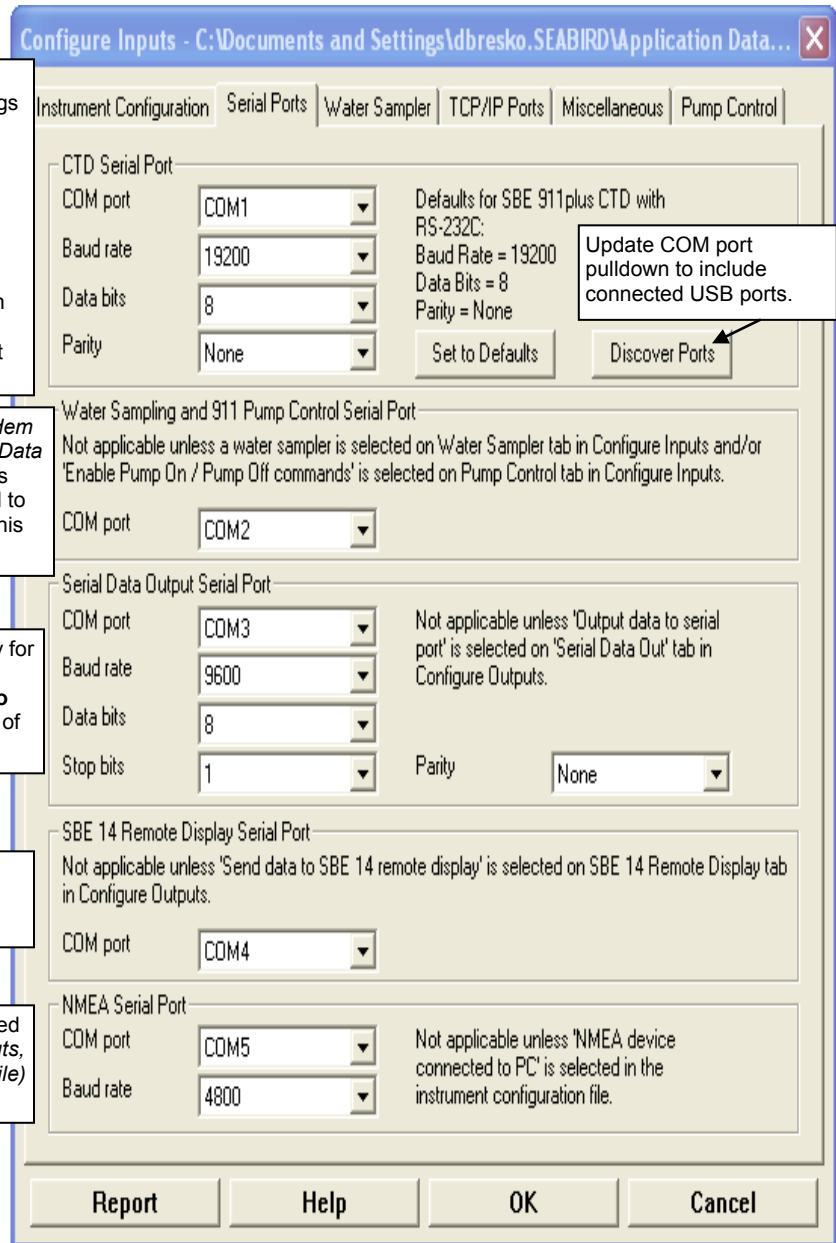 Configure Inputs - C:\Documents and Settings\dbresko.SEABIRD\Application Data...
Instrument Configuration
Serial Ports
Water Sampler
TCP/IP Ports
Miscellaneous
Pump Control
CTD Serial Port
COM port
COM1
Baud rate
19200
Data bits
8
Parity
None
Defaults for SBE 911plus CTD with
RS-232C:
Baud Rate = 19200
Data Bits = 8
Parity = None
Set to Defaults
Discover Ports
Update COM port
pulldown to include
connected USB ports.
Water Sampling and 911 Pump Control Serial Port
Not applicable unless a water sampler is selected on Water Sampler tab in Configure Inputs and/or
'Enable Pump On / Pump Off commands' is selected on Pump Control tab in Configure Inputs.
COM port
COM2
Data
to
Serial Data Output Serial Port
COM port
COM3
Baud rate
9600
Data bits
8
Stop bits
1
Not applicable unless 'Output data to serial
port' is selected on 'Serial Data Out' tab in
Configure Outputs.
Parity
None
for
of
SBE 14 Remote Display Serial Port
Not applicable unless 'Send data to SBE 14 remote display' is selected on SBE 14 Remote Display tab
in Configure Outputs.
COM port
COM4
NMEA Serial Port
COM port
COM5
Baud rate
4800
Not applicable unless 'NMEA device
connected to PC' is selected in the
instrument configuration file.
Report
Help
OK
Cancel